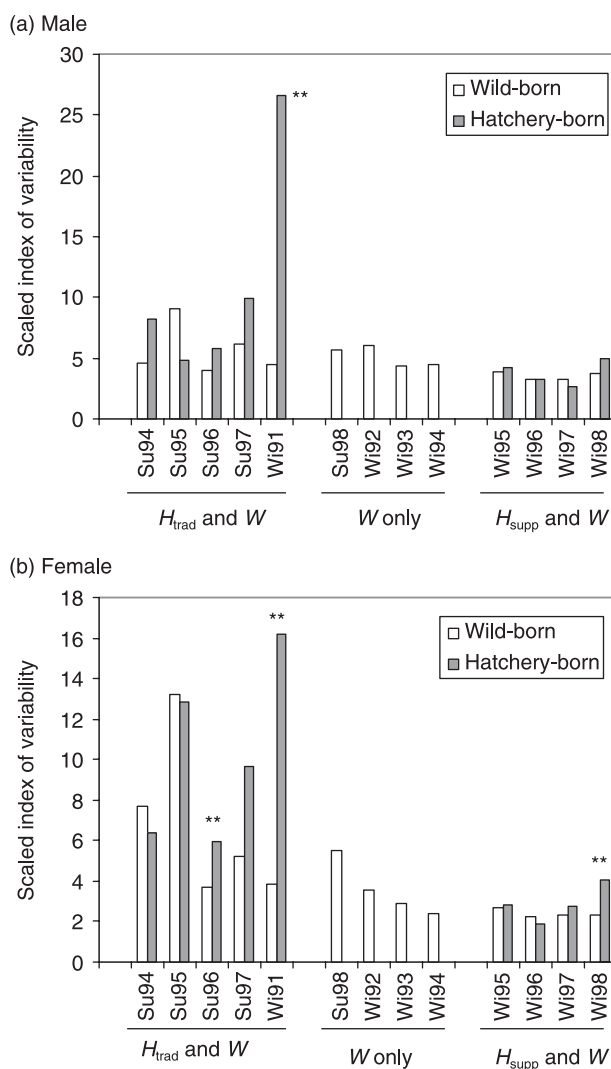 (a) Male
30
25
20
15
10
5
0
Scaled index of variability
Wild-born
Hatchery-born
**
Su94 Su95 Su96 Su97 Wi91 Su98 Wi92 Wi93 Wi94 Wi95 Wi96 Wi97 Wi98
Htrad and W W only Hsupp and W
(b) Female
18
16
14
12
10
8
6
4
2
0
Scaled index of variability
Wild-born
Hatchery-born
**
**
**
Su94 Su95 Su96 Su97 Wi91 Su98 Wi92 Wi93 Wi94 Wi95 Wi96 Wi97 Wi98
Htrad and W W only Hsupp and W